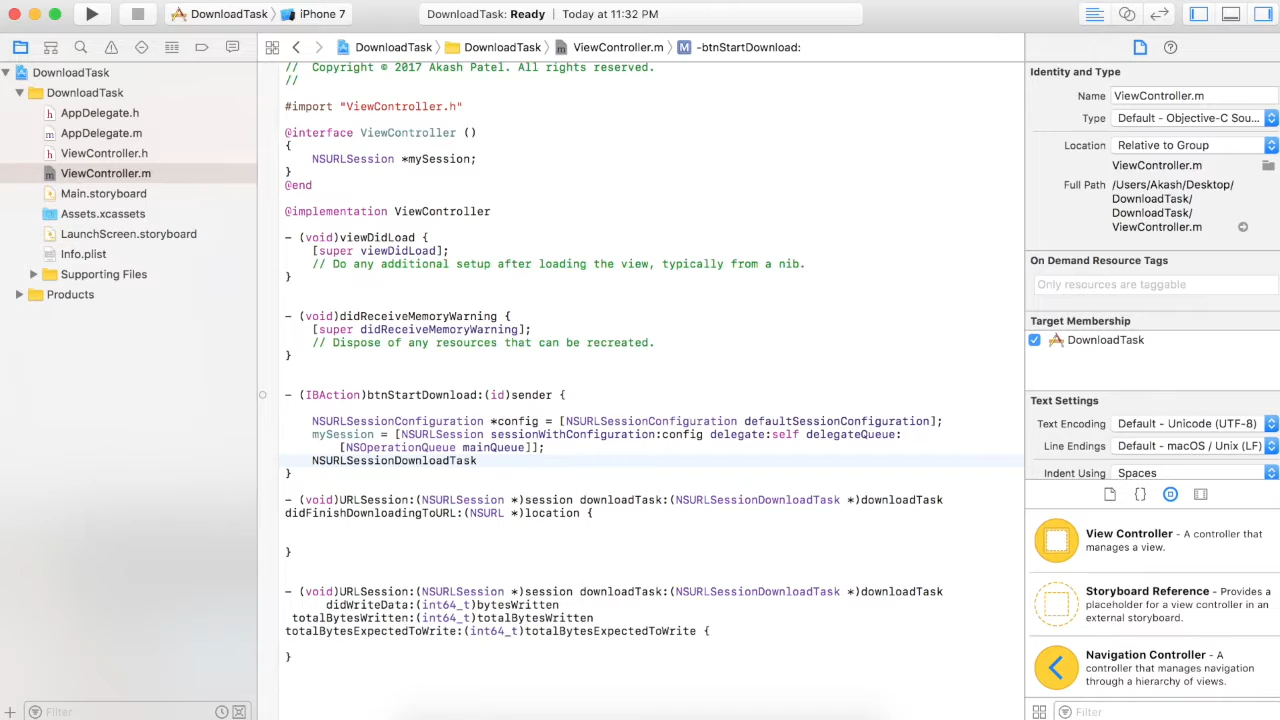 DownloadTask
iPhone 7
DownloadTask: Ready
Today at 11:32 PM
DownloadTask
DownloadTask
ViewController.m
M
-btnStartDownload:
DownloadTask
DownloadTask
h AppDelegate.h
m AppDelegate.m
h ViewController.h
m ViewController.m
Main.storyboard
Assets.xcassets
LaunchScreen.storyboard
Info.plist
Supporting Files
Products
Filter
//  Copyright © 2017 Akash Patel. All rights reserved.
//
#import "ViewController.h"
@interface ViewController ()
{
NSURLSession *mySession;
}
@end
@implementation ViewController
- (void)viewDidLoad {
[super viewDidLoad];
// Do any additional setup after loading the view, typically from a nib.
}
- (void)didReceiveMemoryWarning {
[super didReceiveMemoryWarning];
// Dispose of any resources that can be recreated.
}
- (IBAction)btnStartDownload:(id)sender {
NSURLSessionConfiguration *config = [NSURLSessionConfiguration defaultSessionConfiguration];
mySession = [NSURLSession sessionWithConfiguration:config delegate:self delegateQueue:
[NSOperationQueue mainQueue]];
NSURLSessionDownloadTask
}
- (void)URLSession:(NSURLSession *)session downloadTask:(NSURLSessionDownloadTask *)downloadTask
didFinishDownloadingToURL:(NSURL *)location {
}
- (void)URLSession:(NSURLSession *)session downloadTask:(NSURLSessionDownloadTask *)downloadTask
didWriteData:(int64_t)bytesWritten
totalBytesWritten:(int64_t)totalBytesWritten
totalBytesExpectedToWrite:(int64_t)totalBytesExpectedToWrite {
}
Identity and Type
Name ViewController.m
Type Default - Objective-C Sou...
Location Relative to Group
ViewController.m
Full Path /Users/Akash/Desktop/
DownloadTask/
DownloadTask/
ViewController.m
On Demand Resource Tags
Only resources are taggable
Target Membership
DownloadTask
Text Settings
Text Encoding Default - Unicode (UTF-8)
Line Endings Default - macOS / Unix (LF)
Indent Using Spaces
View Controller - A controller that
manages a view.
Storyboard Reference - Provides a
placeholder for a view controller in an
external storyboard.
Navigation Controller - A
controller that manages navigation
through a hierarchy of views.
Filter